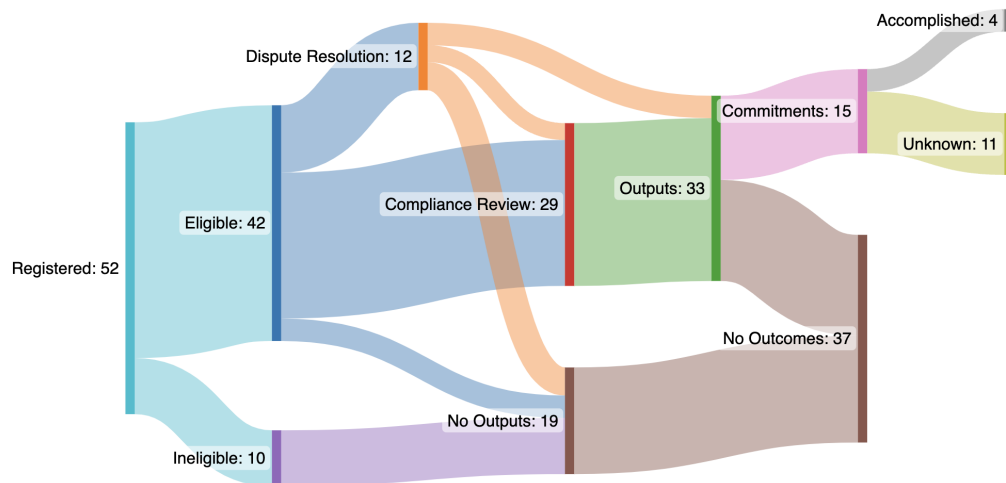 Accomplished: 4
Dispute Resolution: 12
Commitments: 15
Unknown: 11
Outputs: 33
Compliance Review: 29
Eligible: 42
Registered: 52
No Outcomes: 37
No Outputs: 19
Ineligible: 10